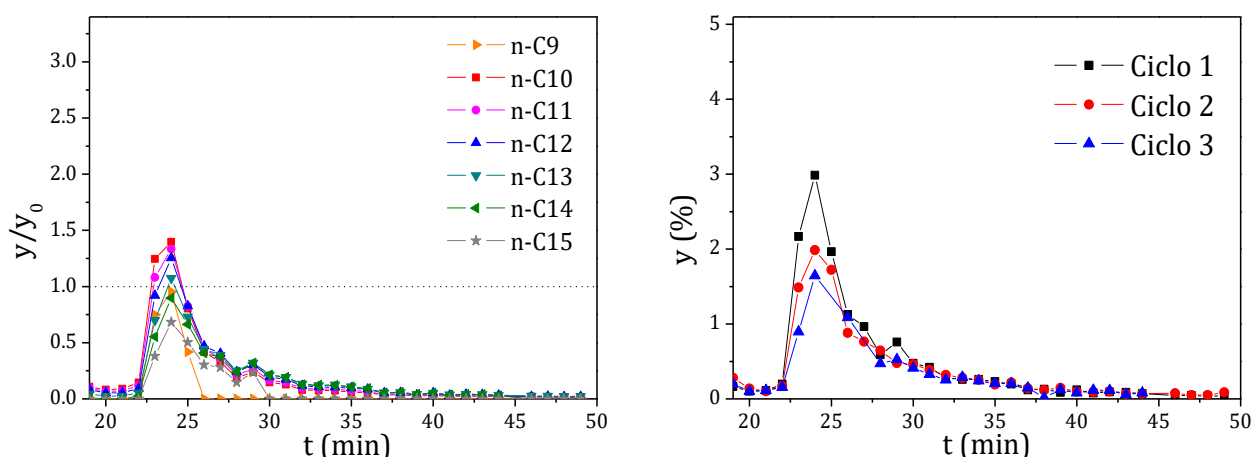 3.0
2.5
2.0
1.5
1.0
0.5
0.0
y/y0
20 25 30 35 40 45 50
t (min)
n-C9
n-C10
n-C11
n-C12
n-C13
n-C14
n-C15
5
4
3
2
1
0
y (%)
20 25 30 35 40 45 50
t (min)
Ciclo 1
Ciclo 2
Ciclo 3